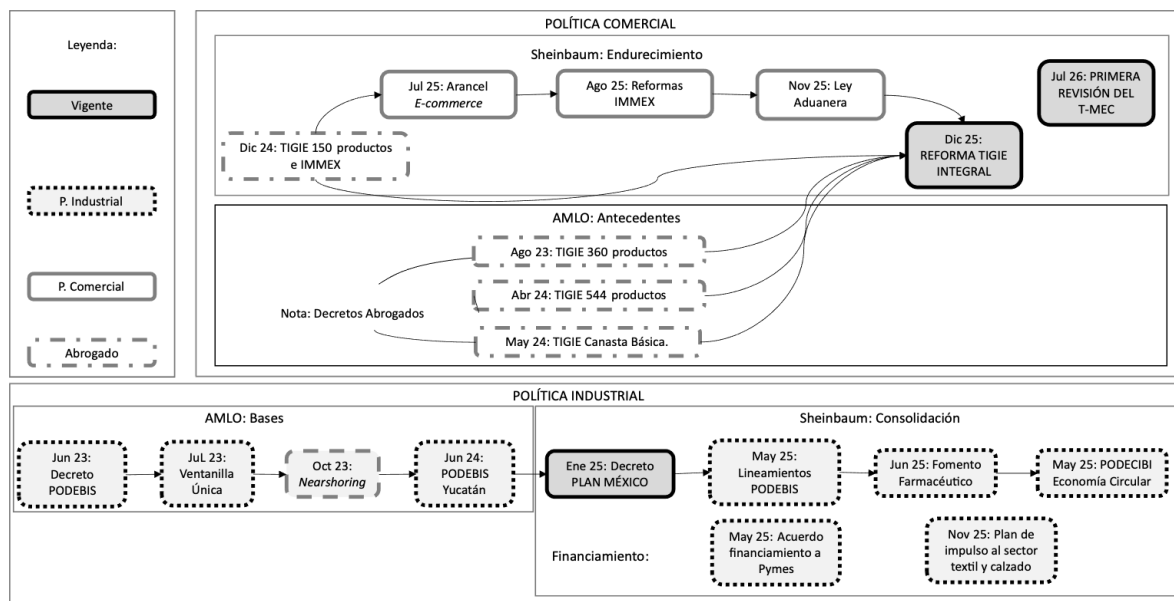 Leyenda:
Vigente
P. Industrial
P. Comercial
Abrogado
POLÍTICA COMERCIAL
Sheinbaum: Endurecimiento
Jul 25: Arancel
E-commerce
Ago 25: Reformas
IMMEX
Nov 25: Ley
Aduanera
Jul 26: PRIMERA
REVISIÓN DEL
T-MEC
Dic 24: TIGIE 150 productos
e IMMEX
Dic 25:
REFORMA TIGIE
INTEGRAL
AMLO: Antecedentes
Ago 23: TIGIE 360 productos
Abr 24: TIGIE 544 productos
Nota: Decretos Abrogados
May 24: TIGIE Canasta Básica.
POLÍTICA INDUSTRIAL
AMLO: Bases
Jun 23:
Decreto
PODEBIS
JuL 23:
Ventanilla
Única
Oct 23:
Nearshoring
Jun 24:
PODEBIS
Yucatán
Sheinbaum: Consolidación
Ene 25: Decreto
PLAN MÉXICO
May 25:
Lineamientos
PODEBIS
Jun 25: Fomento
Farmacéutico
May 25: PODECIBI
Economía Circular
Financiamiento:
May 25: Acuerdo
financiamiento a
Pymes
Nov 25: Plan de
impulso al sector
textil y calzado